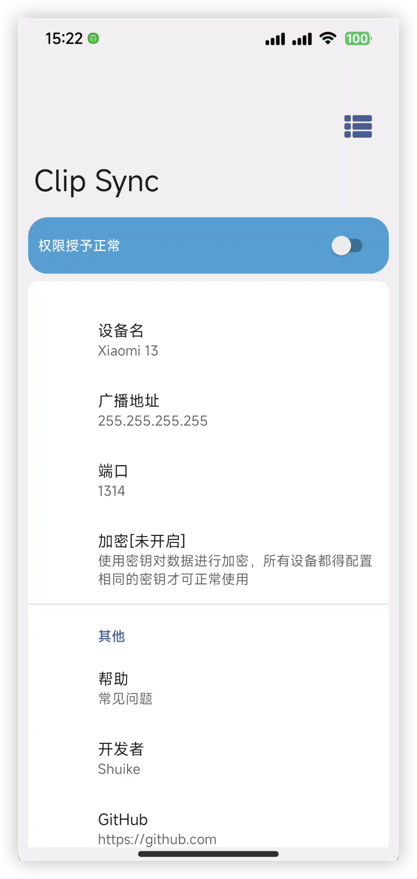 15:22
100
Clip Sync
权限授予正常
设备名
Xiaomi 13
广播地址
255.255.255.255
端口
1314
加密[未开启]
使用密钥对数据进行加密，所有设备都得配置
相同的密钥才可正常使用
其他
帮助
常见问题
开发者
Shuike
GitHub
https://github.com